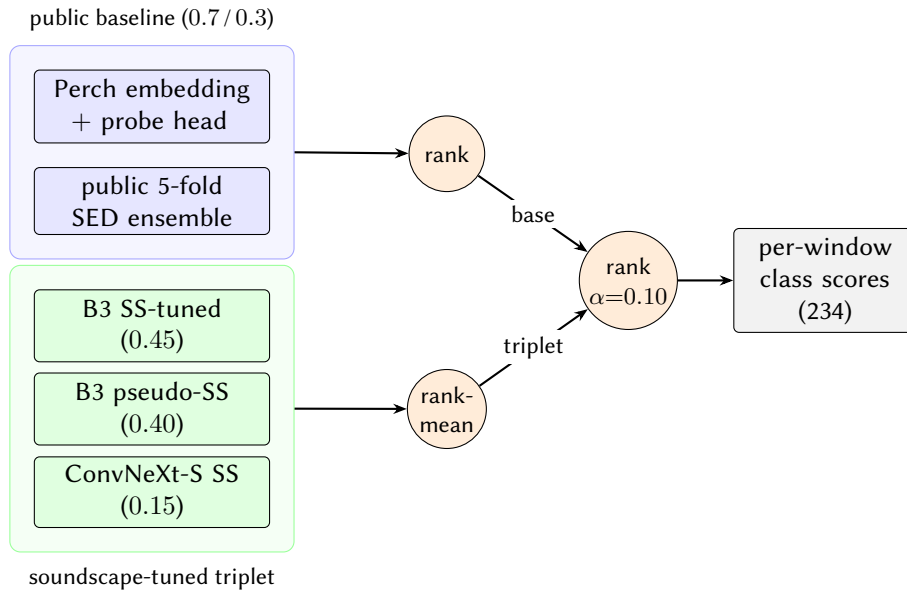 public baseline (0.7 / 0.3)
Perch embedding
+ probe head
public 5-fold
SED ensemble
B3 SS-tuned
(0.45)
B3 pseudo-SS
(0.40)
ConvNeXt-S SS
(0.15)
soundscape-tuned triplet
rank
rank-
mean
base
triplet
rank
α=0.10
per-window
class scores
(234)